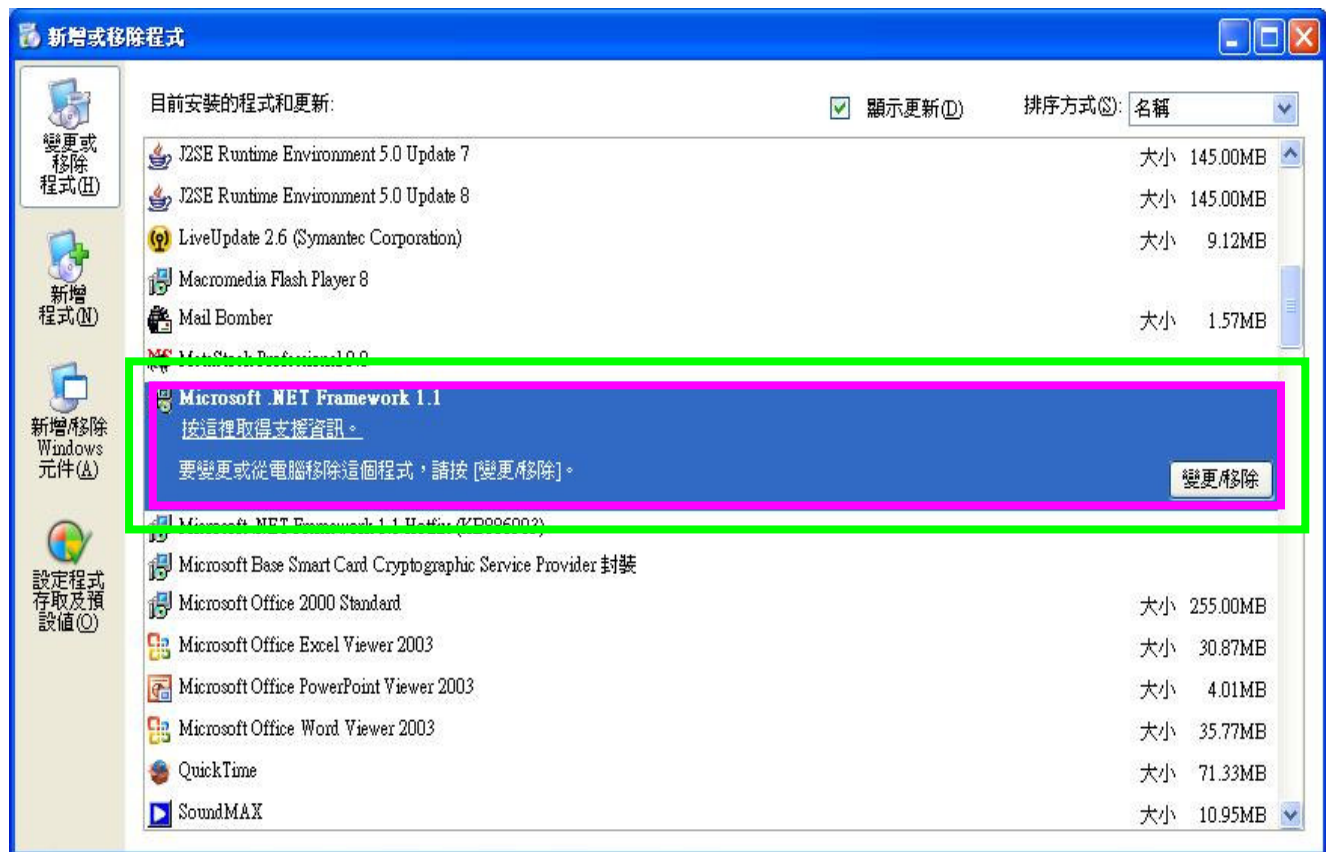 新增或移除程式
變更或
移除
程式(H)
新增
程式(N)
新增/移除
Windows
元件(A)
設定程式
存取及預
設值(O)
目前安裝的程式和更新:
顯示更新(D)
排序方式(S): 名稱
J2SE Runtime Environment 5.0 Update 7 大小 145.00MB
J2SE Runtime Environment 5.0 Update 8 大小 145.00MB
LiveUpdate 2.6 (Symantec Corporation) 大小 9.12MB
Macromedia Flash Player 8
Mail Bomber 大小 1.57MB
Microsoft .NET Framework 1.1
按這裡取得支援資訊。
要變更或從電腦移除這個程式，請按 [變更/移除]。
變更/移除
Microsoft .NET Framework 1.1 Hotfix
Microsoft Base Smart Card Cryptographic Service Provider 封裝
Microsoft Office 2000 Standard 大小 255.00MB
Microsoft Office Excel Viewer 2003 大小 30.87MB
Microsoft Office PowerPoint Viewer 2003 大小 4.01MB
Microsoft Office Word Viewer 2003 大小 35.77MB
QuickTime 大小 71.33MB
SoundMAX 大小 10.95MB